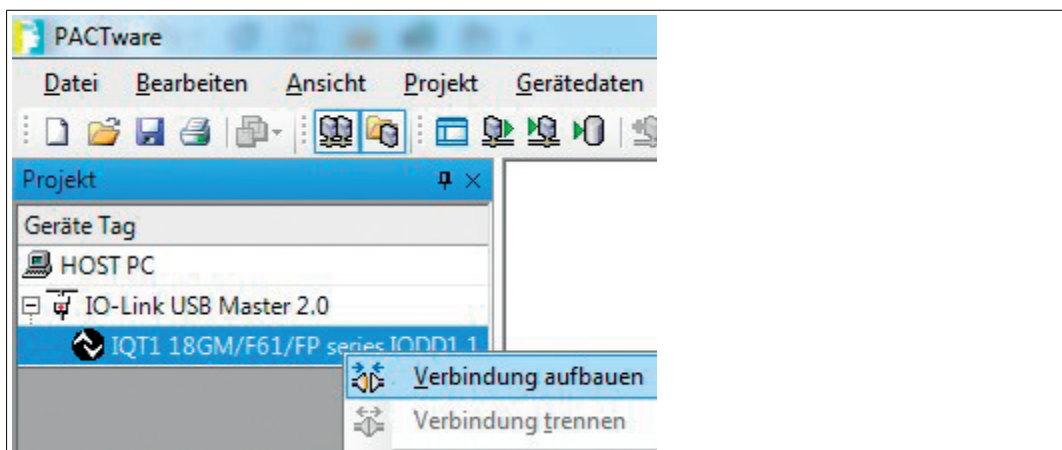 PACTware
Datei Bearbeiten Ansicht Projekt Gerätedaten
Projekt
Geräte Tag
HOST PC
IO-Link USB Master 2.0
IQT1 18GM/F61/FP series IODD1.1
Verbindung aufbauen
Verbindung trennen